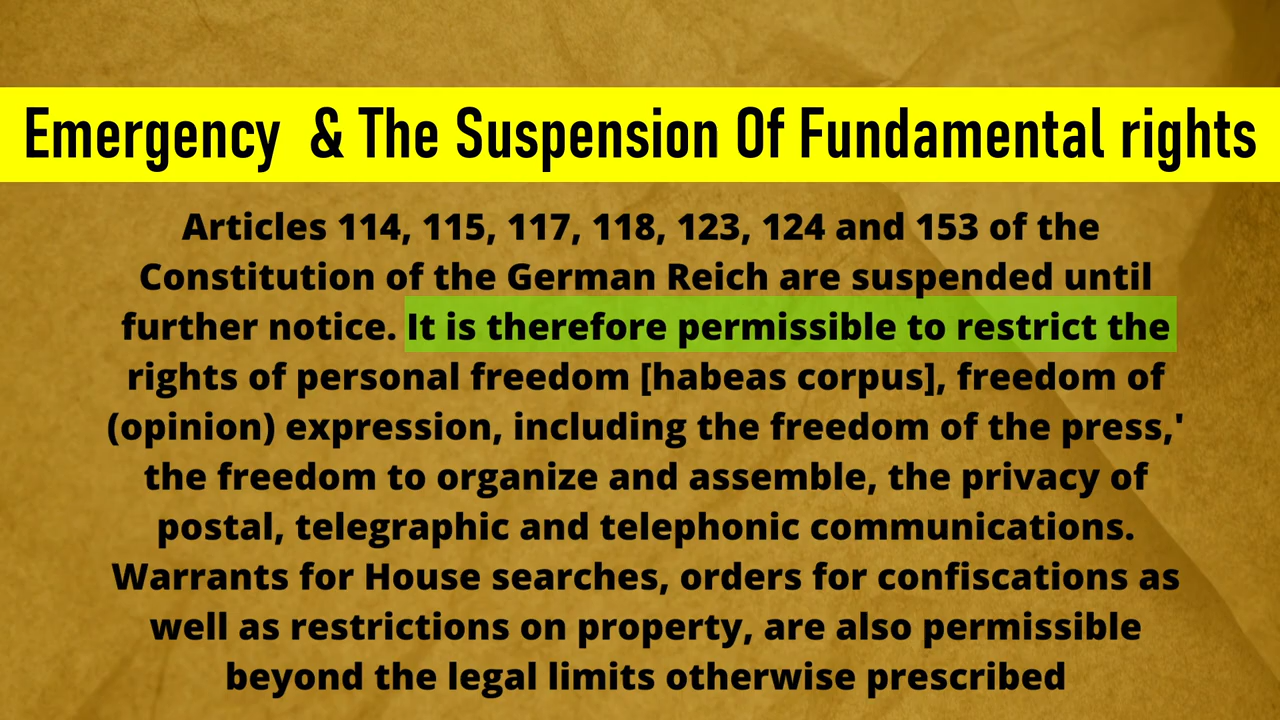 Emergency & The Suspension Of Fundamental rights
Articles 114, 115, 117, 118, 123, 124 and 153 of the
Constitution of the German Reich are suspended until
further notice. It is therefore permissible to restrict the
rights of personal freedom [habeas corpus], freedom of
(opinion) expression, including the freedom of the press,'
the freedom to organize and assemble, the privacy of
postal, telegraphic and telephonic communications.
Warrants for House searches, orders for confiscations as
well as restrictions on property, are also permissible
beyond the legal limits otherwise prescribed